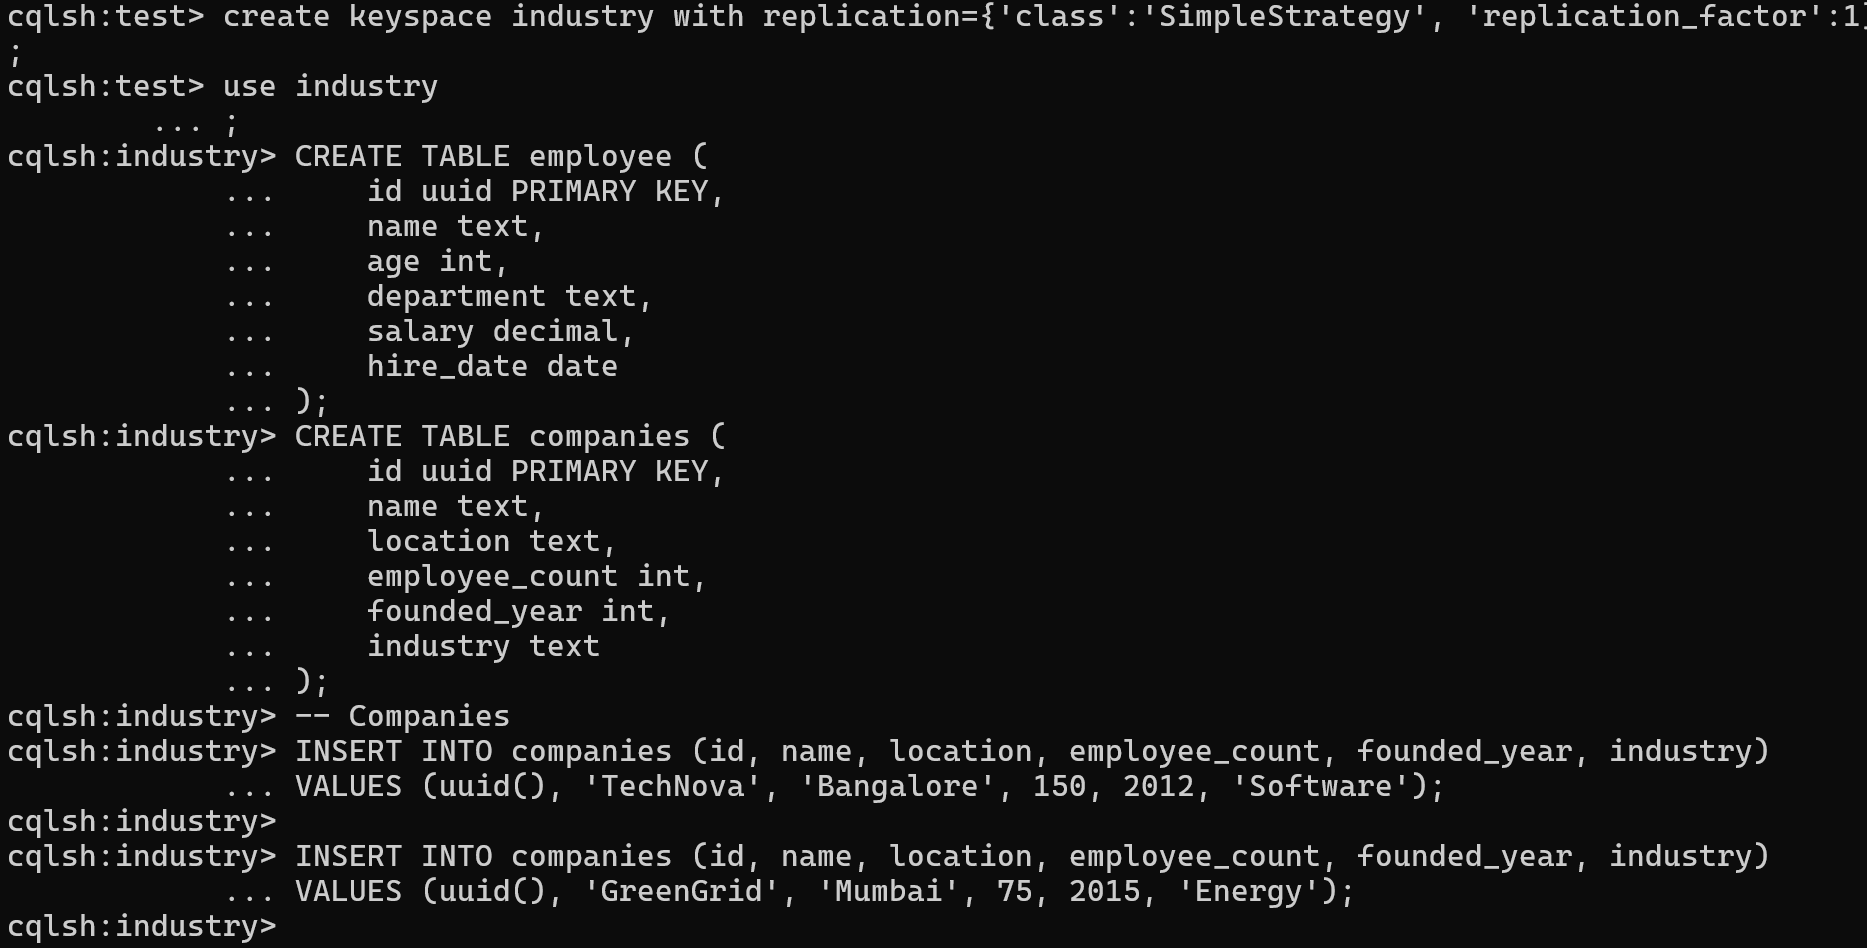 cqlsh:test> create keyspace industry with replication={'class':'SimpleStrategy', 'replication_factor':1}
;
cqlsh:test> use industry
        ... ;
cqlsh:industry> CREATE TABLE employee (
            ...     id uuid PRIMARY KEY,
            ...     name text,
            ...     age int,
            ...     department text,
            ...     salary decimal,
            ...     hire_date date
            ... );
cqlsh:industry> CREATE TABLE companies (
            ...     id uuid PRIMARY KEY,
            ...     name text,
            ...     location text,
            ...     employee_count int,
            ...     founded_year int,
            ...     industry text
            ... );
cqlsh:industry> -- Companies
cqlsh:industry> INSERT INTO companies (id, name, location, employee_count, founded_year, industry)
            ... VALUES (uuid(), 'TechNova', 'Bangalore', 150, 2012, 'Software');
cqlsh:industry>
cqlsh:industry> INSERT INTO companies (id, name, location, employee_count, founded_year, industry)
            ... VALUES (uuid(), 'GreenGrid', 'Mumbai', 75, 2015, 'Energy');
cqlsh:industry>